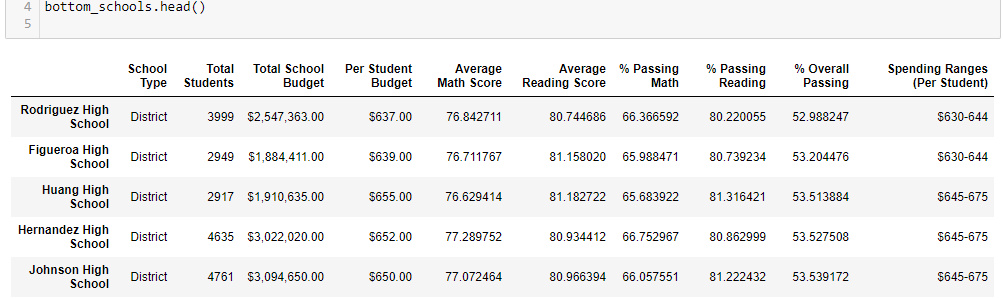 4 bottom_schools.head()
5
School Type Total Students Total School Budget Per Student Budget Average Math Score Average Reading Score % Passing Math % Passing Reading % Overall Passing Spending Ranges (Per Student)
Rodriguez High School District 3999 $2,547,363.00 $637.00 76.842711 80.744686 66.366592 80.220055 52.988247 $630-644
Figueroa High School District 2949 $1,884,411.00 $639.00 76.711767 81.158020 65.988471 80.739234 53.204476 $630-644
Huang High School District 2917 $1,910,635.00 $655.00 76.629414 81.182722 65.683922 81.316421 53.513884 $645-675
Hernandez High School District 4635 $3,022,020.00 $652.00 77.289752 80.934412 66.752967 80.862999 53.527508 $645-675
Johnson High School District 4761 $3,094,650.00 $650.00 77.072464 80.966394 66.057551 81.222432 53.539172 $645-675